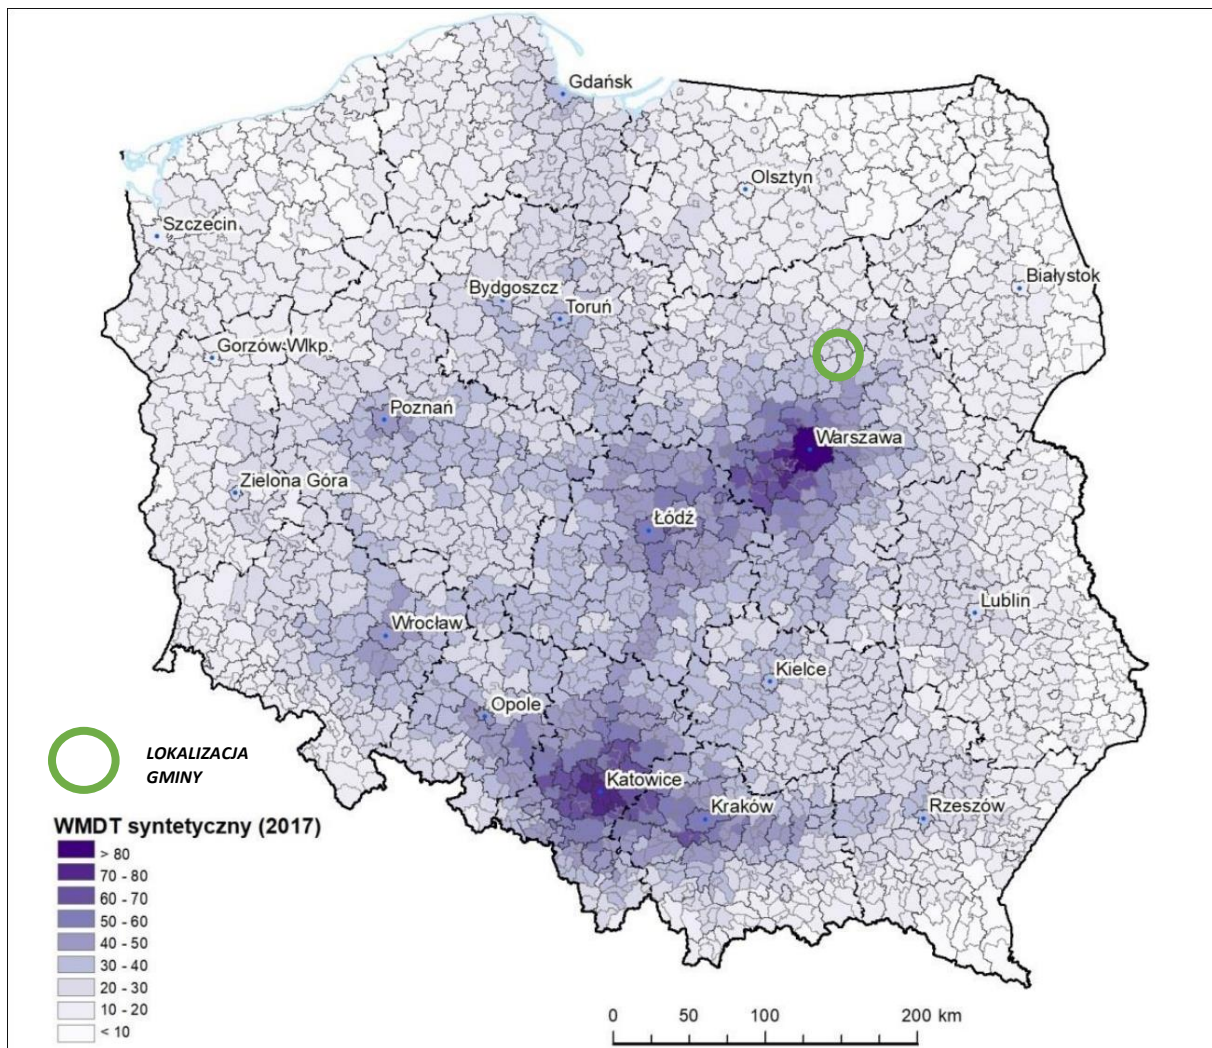 Gdańsk
Olsztyn
Szczecin
Białystok
Bydgoszcz
Toruń
Gorzów Wlkp.
Poznań
Warszawa
Zielona Góra
Łódź
Lublin
Wrocław
Kielce
Opole
Katowice
Kraków
Rzeszów
LOKALIZACJA
GMINY
WMDT syntetyczny (2017)
> 80
70 - 80
60 - 70
50 - 60
40 - 50
30 - 40
20 - 30
10 - 20
< 10
0 50 100 200 km